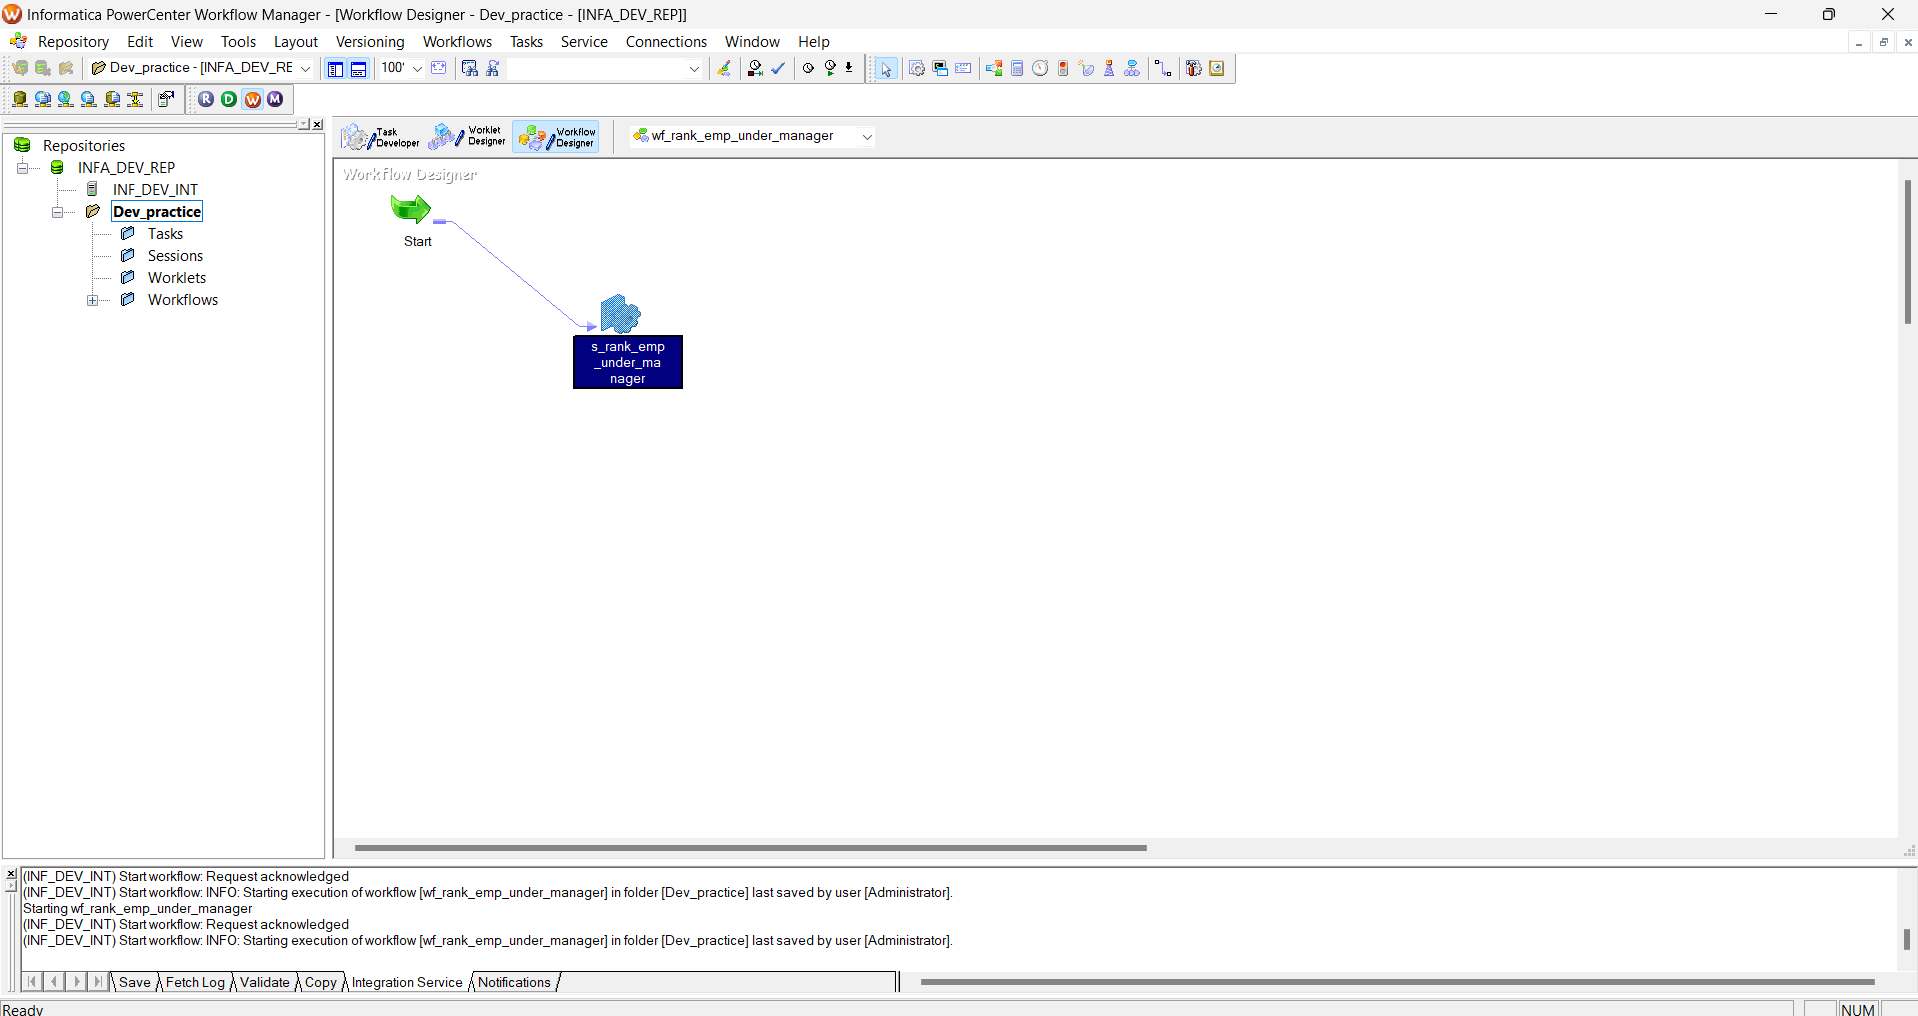 Informatica PowerCenter Workflow Manager - [Workflow Designer - Dev_practice - [INFA_DEV_REP]]
Repository Edit View Tools Layout Versioning Workflows Tasks Service Connections Window Help
Dev_practice - [INFA_DEV_RE
100'
R D W M
Repositories
INFA_DEV_REP
INF_DEV_INT
Dev_practice
Tasks
Sessions
Worklets
Workflows
Task
Developer
Worklet
Designer
Workflow
Designer
wf_rank_emp_under_manager
Workflow Designer
Start
s_rank_emp
_under_ma
nager
(INF_DEV_INT) Start workflow: Request acknowledged
(INF_DEV_INT) Start workflow: INFO: Starting execution of workflow [wf_rank_emp_under_manager] in folder [Dev_practice] last saved by user [Administrator].
Starting wf_rank_emp_under_manager
(INF_DEV_INT) Start workflow: Request acknowledged
(INF_DEV_INT) Start workflow: INFO: Starting execution of workflow [wf_rank_emp_under_manager] in folder [Dev_practice] last saved by user [Administrator].
Save Fetch Log Validate Copy Integration Service Notifications
Ready
NUM